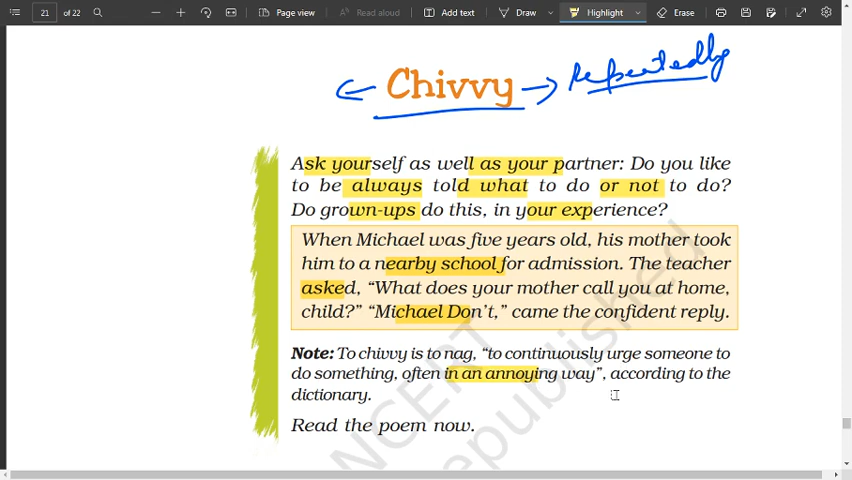 21 of 22 Page view Read aloud Add text Draw Highlight Erase
Chivvy repeatedly
Ask yourself as well as your partner: Do you like
to be always told what to do or not to do?
Do grown-ups do this, in your experience?
When Michael was five years old, his mother took
him to a nearby school for admission. The teacher
asked, “What does your mother call you at home,
child?” “Michael Don’t,” came the confident reply.
Note: To chivvy is to nag, “to continuously urge someone to
do something, often in an annoying way”, according to the
dictionary.
Read the poem now.
NCERT
republished